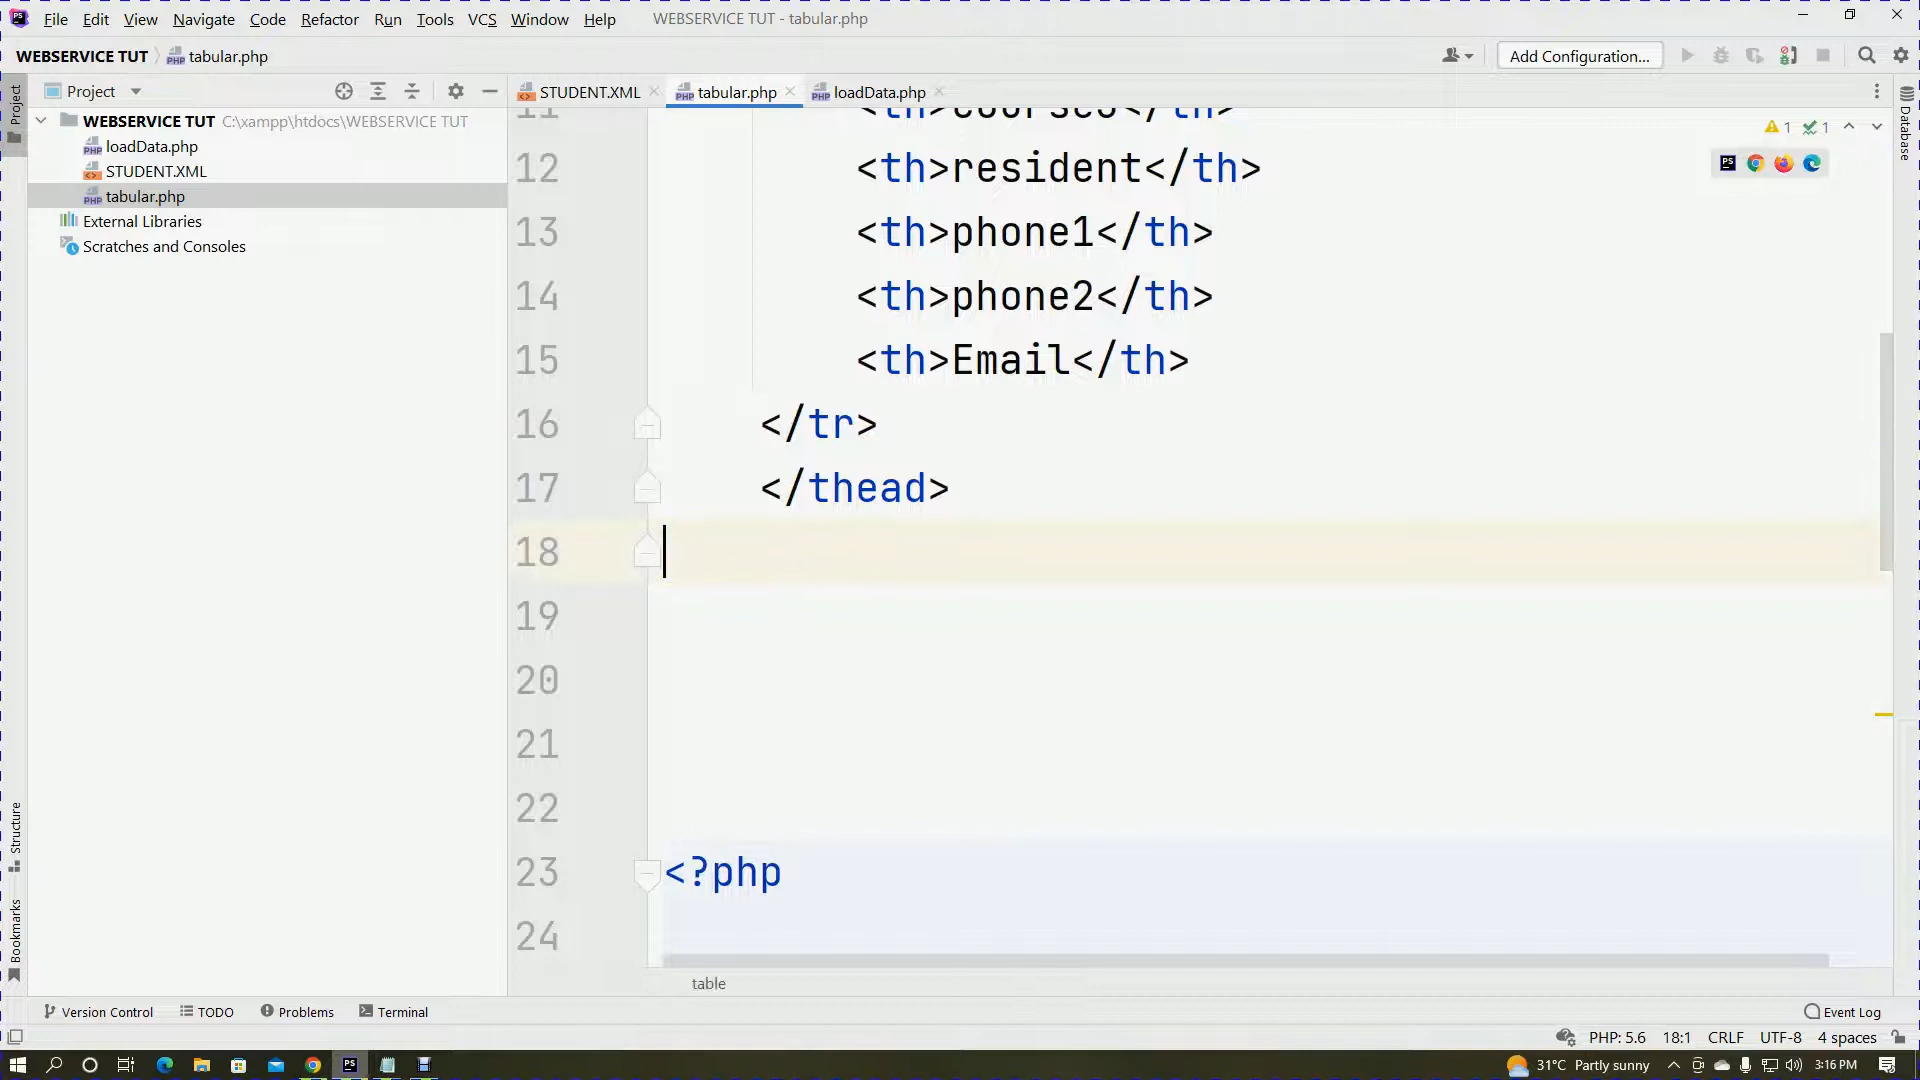 File Edit View Navigate Code Refactor Run Tools VCS Window Help WEBSERVICE TUT - tabular.php
WEBSERVICE TUT tabular.php Add Configuration...
Project STUDENT.XML tabular.php loadData.php
WEBSERVICE TUT C:\xampp\htdocs\WEBSERVICE TUT
loadData.php
STUDENT.XML
tabular.php
External Libraries
Scratches and Consoles
Project
Structure
Bookmarks
Database
1 1
11 <th>course3</th>
12 <th>resident</th>
13 <th>phone1</th>
14 <th>phone2</th>
15 <th>Email</th>
16 </tr>
17 </thead>
18
19
20
21
22
23 <?php
24
table
Version Control TODO Problems Terminal Event Log
PHP: 5.6 18:1 CRLF UTF-8 4 spaces
31°C Partly sunny 3:16 PM